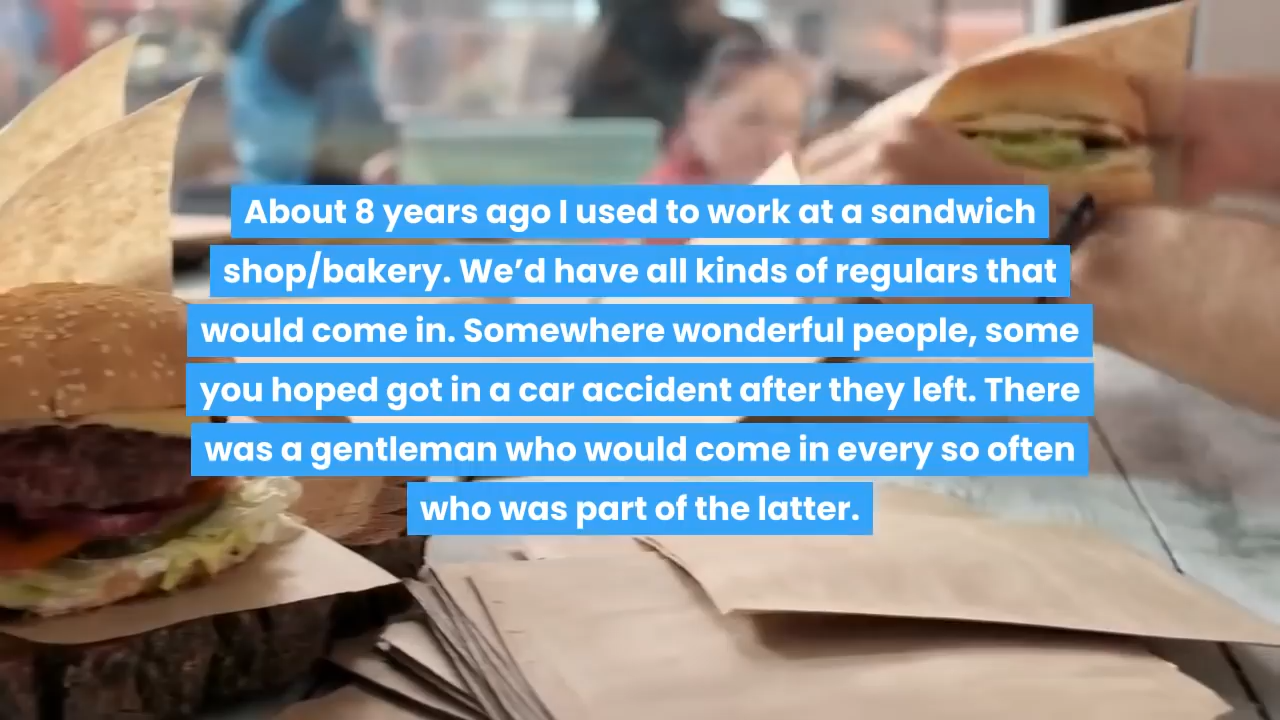 About 8 years ago I used to work at a sandwich
shop/bakery. We’d have all kinds of regulars that
would come in. Somewhere wonderful people, some
you hoped got in a car accident after they left. There
was a gentleman who would come in every so often
who was part of the latter.